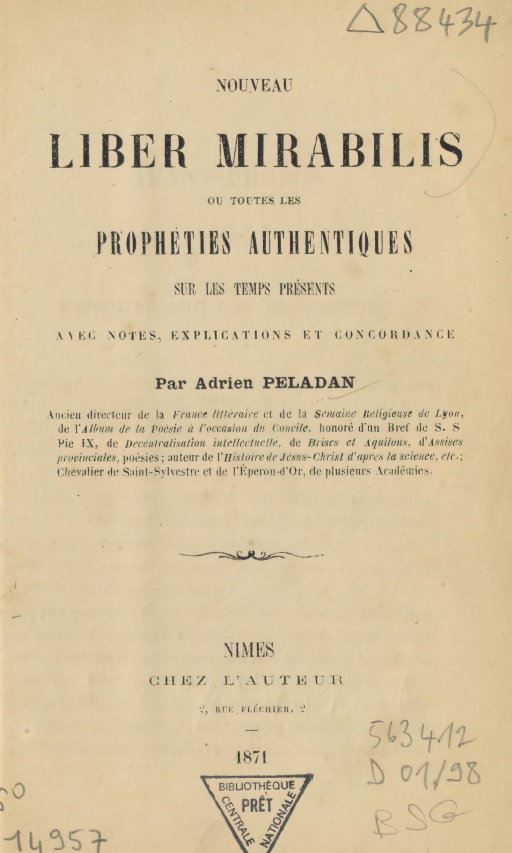 △88434
NOUVEAU
LIBER MIRABILIS
OU TOUTES LES
PROPHÉTIES AUTHENTIQUES
SUR LES TEMPS PRÉSENTS
AVEC NOTES, EXPLICATIONS ET CONCORDANCE
Par Adrien PELADAN
Ancien directeur de la France littéraire et de la Semaine Religieuse de Lyon,
de l'Album de la Poésie à l'occasion du Concile, honoré d'un Bref de S. S
Pie IX, de Décentralisation intellectuelle, de Brises et Aquilons, d'Assises
provinciales, poésies; auteur de l'Histoire de Jésus-Christ d'après la science, etc.;
Chevalier de Saint-Sylvestre et de l'Éperon-d'Or, de plusieurs Académies.
NIMES
CHEZ L'AUTEUR
2, RUE FLÉCHIER, 2
1871
563412
D 01/98
BSG
BIBLIOTHÈQUE
PRÊT
CENTRALE
NATIONALE
14957